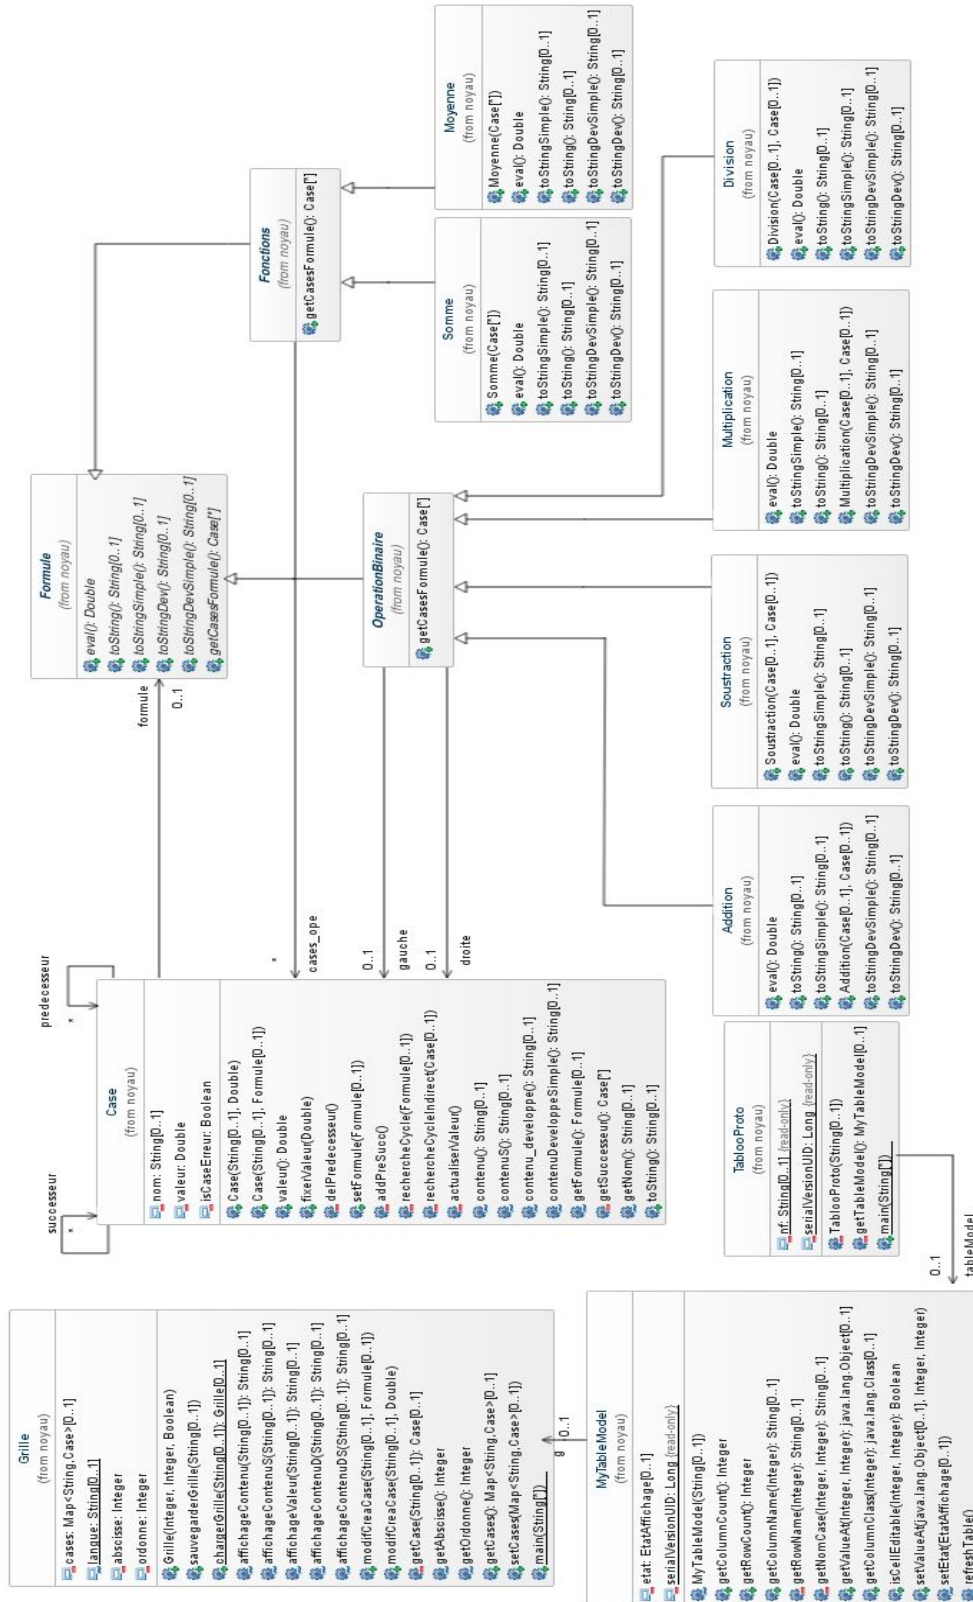 Grille
(from noyau)
cases: Map<String,Case>[0..1]
langue: String[0..1]
abscisse: Integer
ordonne: Integer
Grille(Integer, Integer, Boolean)
sauvegarderGrille(String[0..1])
chargerGrille(String[0..1]): Grille[0..1]
affichageContenu(String[0..1]): String[0..1]
affichageContenuS(String[0..1]): String[0..1]
affichageValeur(String[0..1]): String[0..1]
affichageContenuD(String[0..1]): String[0..1]
affichageContenuDS(String[0..1]): String[0..1]
modifCreaCase(String[0..1], Formule[0..1])
modifCreaCase(String[0..1], Double)
getCase(String[0..1]): Case[0..1]
getAbscisse(): Integer
getOrdonne(): Integer
getCases(): Map<String,Case>[0..1]
setCases(Map<String,Case>[0..1])
main(String[*])
successeur
*
predecesseur
*
Case
(from noyau)
nom: String[0..1]
valeur: Double
isCaseErreur: Boolean
Case(String[0..1], Double)
Case(String[0..1], Formule[0..1])
valeur(): Double
fixerValeur(Double)
delPredecesseur()
setFormule(Formule[0..1])
addPreSucc()
rechercheCycle(Formule[0..1])
rechercheCycleIndirect(Case[0..1])
actualiserValeur()
contenu(): String[0..1]
contenuS(): String[0..1]
contenu_developpe(): String[0..1]
contenuDeveloppeSimple(): String[0..1]
getFormule(): Formule[0..1]
getSuccesseur(): Case[*]
getNom(): String[0..1]
toString(): String[0..1]
formule
0..1
*
cases_ope
0..1
gauche
0..1
droite
Formule
(from noyau)
eval(): Double
toString(): String[0..1]
toStringSimple(): String[0..1]
toStringDev(): String[0..1]
toStringDevSimple(): String[0..1]
getCasesFormule(): Case[*]
Fonctions
(from noyau)
getCasesFormule(): Case[*]
OperationBinaire
(from noyau)
getCasesFormule(): Case[*]
Somme
(from noyau)
Somme(Case[*])
eval(): Double
toStringSimple(): String[0..1]
toString(): String[0..1]
toStringDevSimple(): String[0..1]
toStringDev(): String[0..1]
Moyenne
(from noyau)
Moyenne(Case[*])
eval(): Double
toStringSimple(): String[0..1]
toString(): String[0..1]
toStringDevSimple(): String[0..1]
toStringDev(): String[0..1]
g
0..1
MyTableModel
(from noyau)
etat: EtatAffichage[0..1]
serialVersionUID: Long {read-only}
MyTableModel(String[0..1])
getColumnCount(): Integer
getRowCount(): Integer
getColumnName(Integer): String[0..1]
getRowName(Integer): String[0..1]
getNomCase(Integer, Integer): String[0..1]
getValueAt(Integer, Integer): java.lang.Object[0..1]
getColumnClass(Integer): java.lang.Class[0..1]
isCellEditable(Integer, Integer): Boolean
setValueAt(java.lang.Object[0..1], Integer, Integer)
setEtat(EtatAffichage[0..1])
refreshTable()
0..1
tableModel
TablooProto
(from noyau)
nf: String[0..1] {read-only}
serialVersionUID: Long {read-only}
TablooProto(String[0..1])
getTableModel(): MyTableModel[0..1]
main(String[*])
Addition
(from noyau)
eval(): Double
toString(): String[0..1]
toStringSimple(): String[0..1]
Addition(Case[0..1], Case[0..1])
toStringDevSimple(): String[0..1]
toStringDev(): String[0..1]
Soustraction
(from noyau)
Soustraction(Case[0..1], Case[0..1])
eval(): Double
toStringSimple(): String[0..1]
toString(): String[0..1]
toStringDevSimple(): String[0..1]
toStringDev(): String[0..1]
Multiplication
(from noyau)
eval(): Double
toStringSimple(): String[0..1]
toString(): String[0..1]
Multiplication(Case[0..1], Case[0..1])
toStringDevSimple(): String[0..1]
toStringDev(): String[0..1]
Division
(from noyau)
Division(Case[0..1], Case[0..1])
eval(): Double
toString(): String[0..1]
toStringSimple(): String[0..1]
toStringDevSimple(): String[0..1]
toStringDev(): String[0..1]